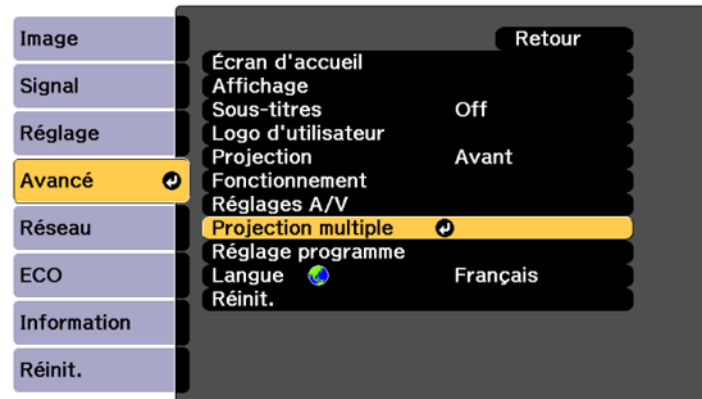 Image
Signal
Réglage
Avancé
Réseau
ECO
Information
Réinit.
Retour
Écran d'accueil
Affichage
Sous-titres Off
Logo d'utilisateur
Projection Avant
Fonctionnement
Réglages A/V
Projection multiple
Réglage programme
Langue Français
Réinit.